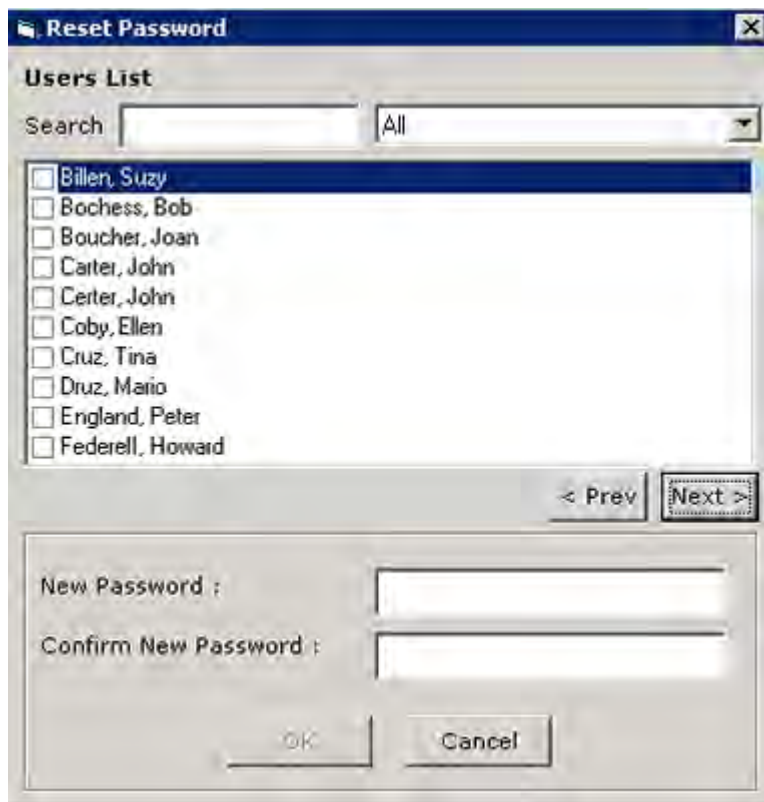 Reset Password
Users List
Search All
Billen, Suzy
Bochess, Bob
Boucher, Joan
Carter, John
Certer, John
Coby, Ellen
Cruz, Tina
Druz, Mario
England, Peter
Federell, Howard
< Prev Next >
New Password :
Confirm New Password :
OK Cancel